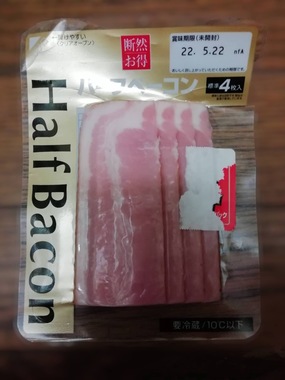 断然
お得
賞味期限(未開封)
22. 5.22 nfA
ハーフベーコン
標準4枚入
Half Bacon
要冷蔵/10℃以下